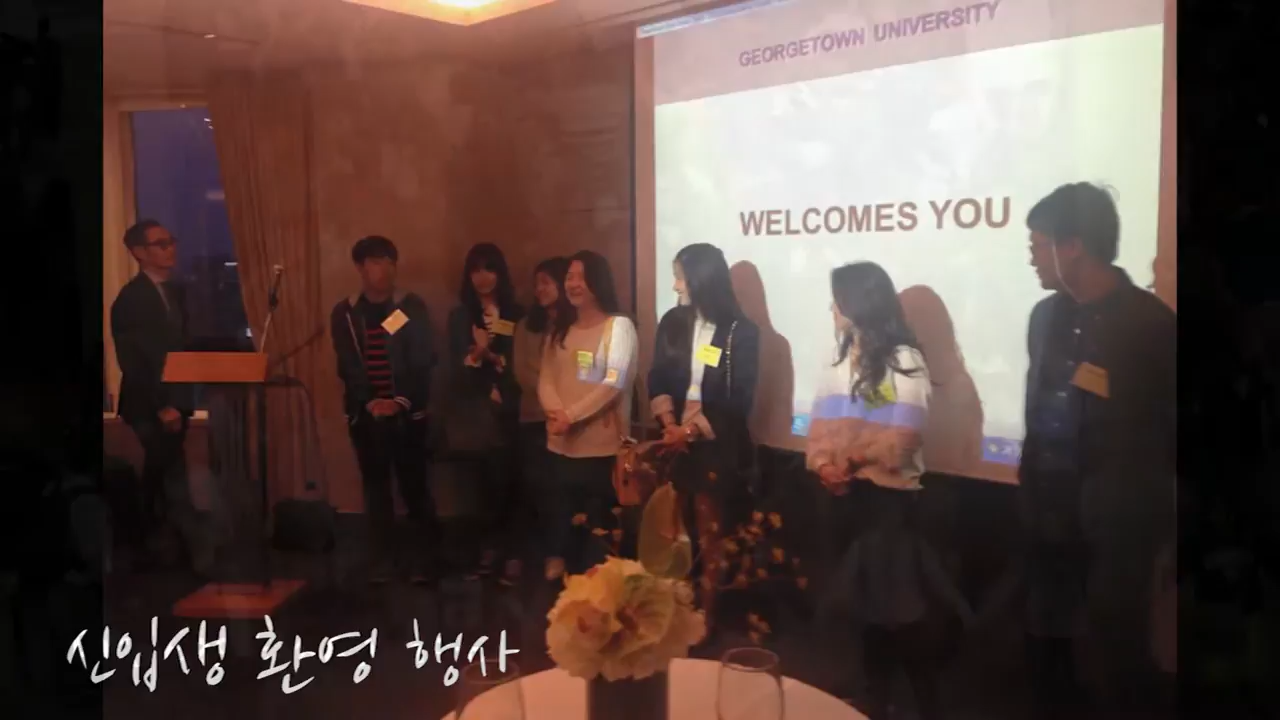 GEORGETOWN UNIVERSITY
WELCOMES YOU
신입생 환영 행사